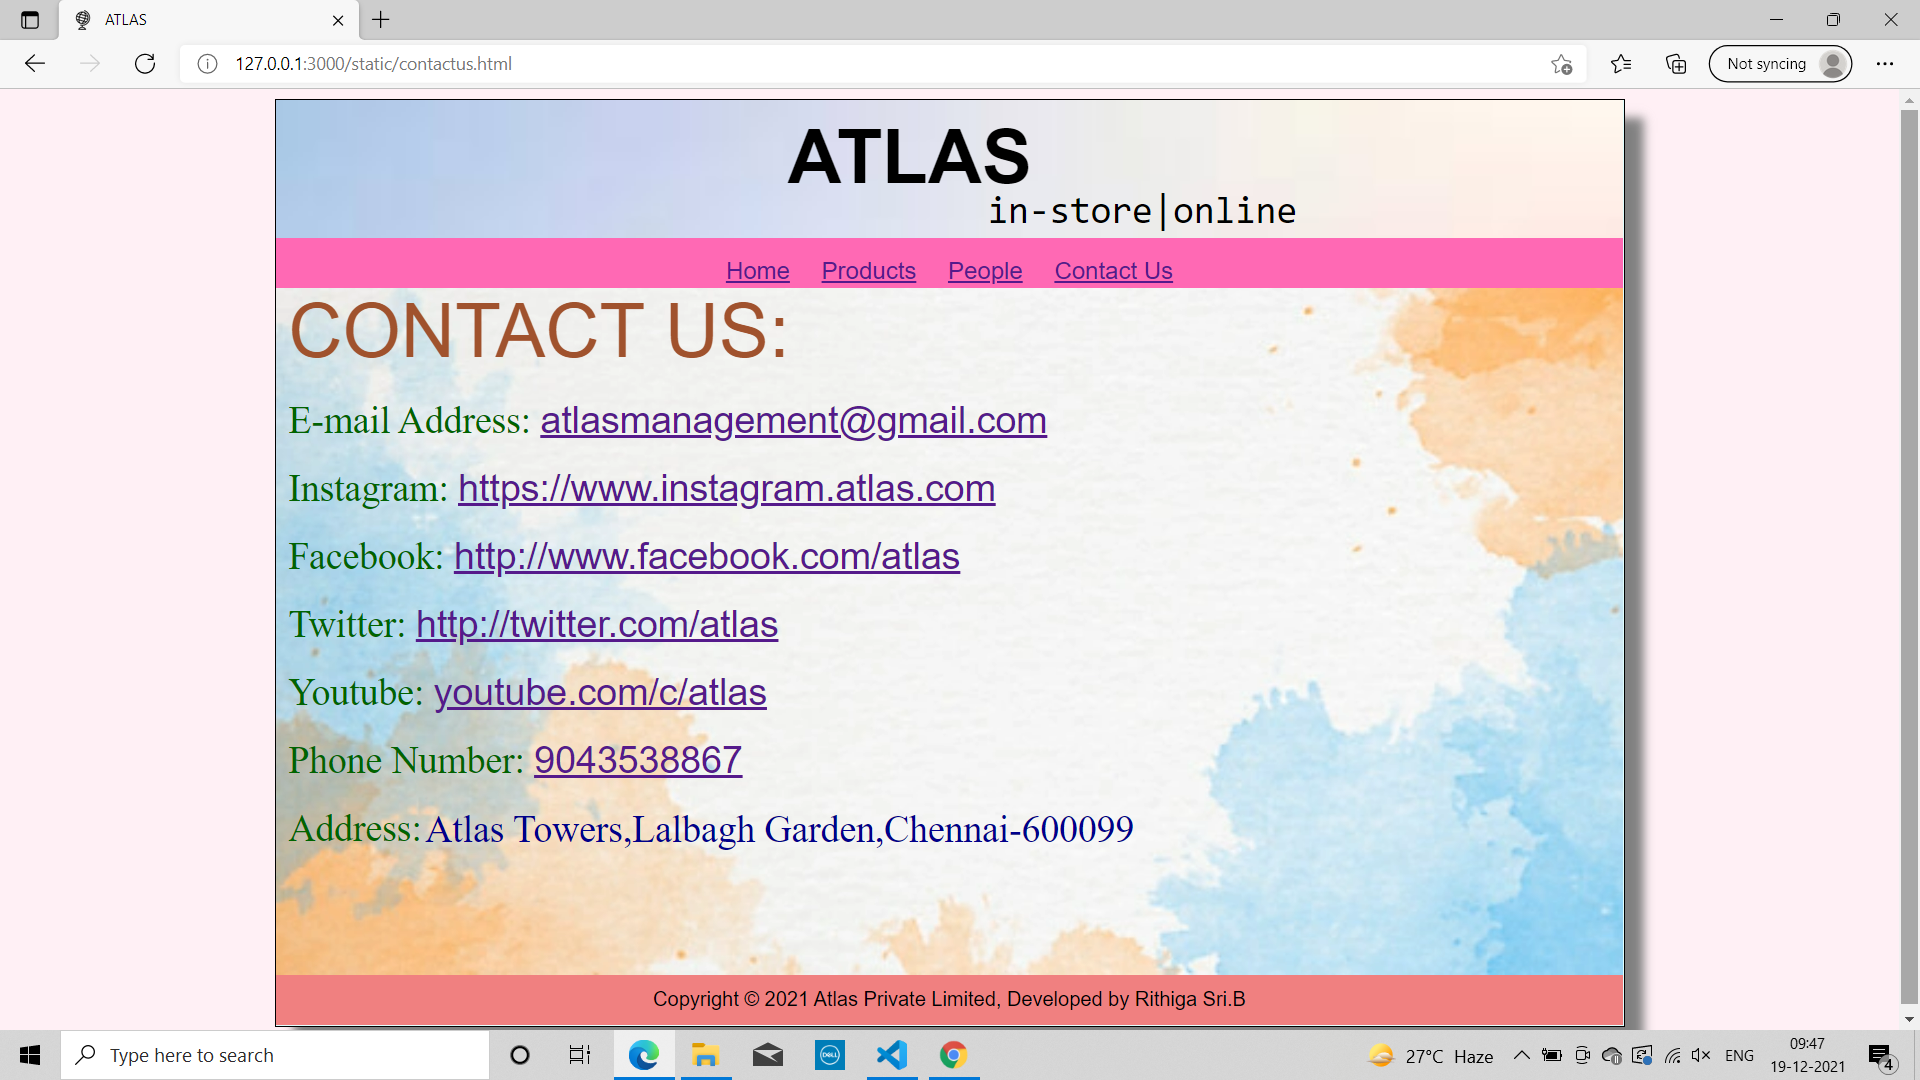 ATLAS
127.0.0.1:3000/static/contactus.html
Not syncing
ATLAS
in-store|online
Home Products People Contact Us
CONTACT US:
E-mail Address: atlasmanagement@gmail.com
Instagram: https://www.instagram.atlas.com
Facebook: http://www.facebook.com/atlas
Twitter: http://twitter.com/atlas
Youtube: youtube.com/c/atlas
Phone Number: 9043538867
Address: Atlas Towers,Lalbagh Garden,Chennai-600099
Copyright © 2021 Atlas Private Limited, Developed by Rithiga Sri.B
Type here to search
DELL
27°C Haze
ENG
09:47
19-12-2021
4